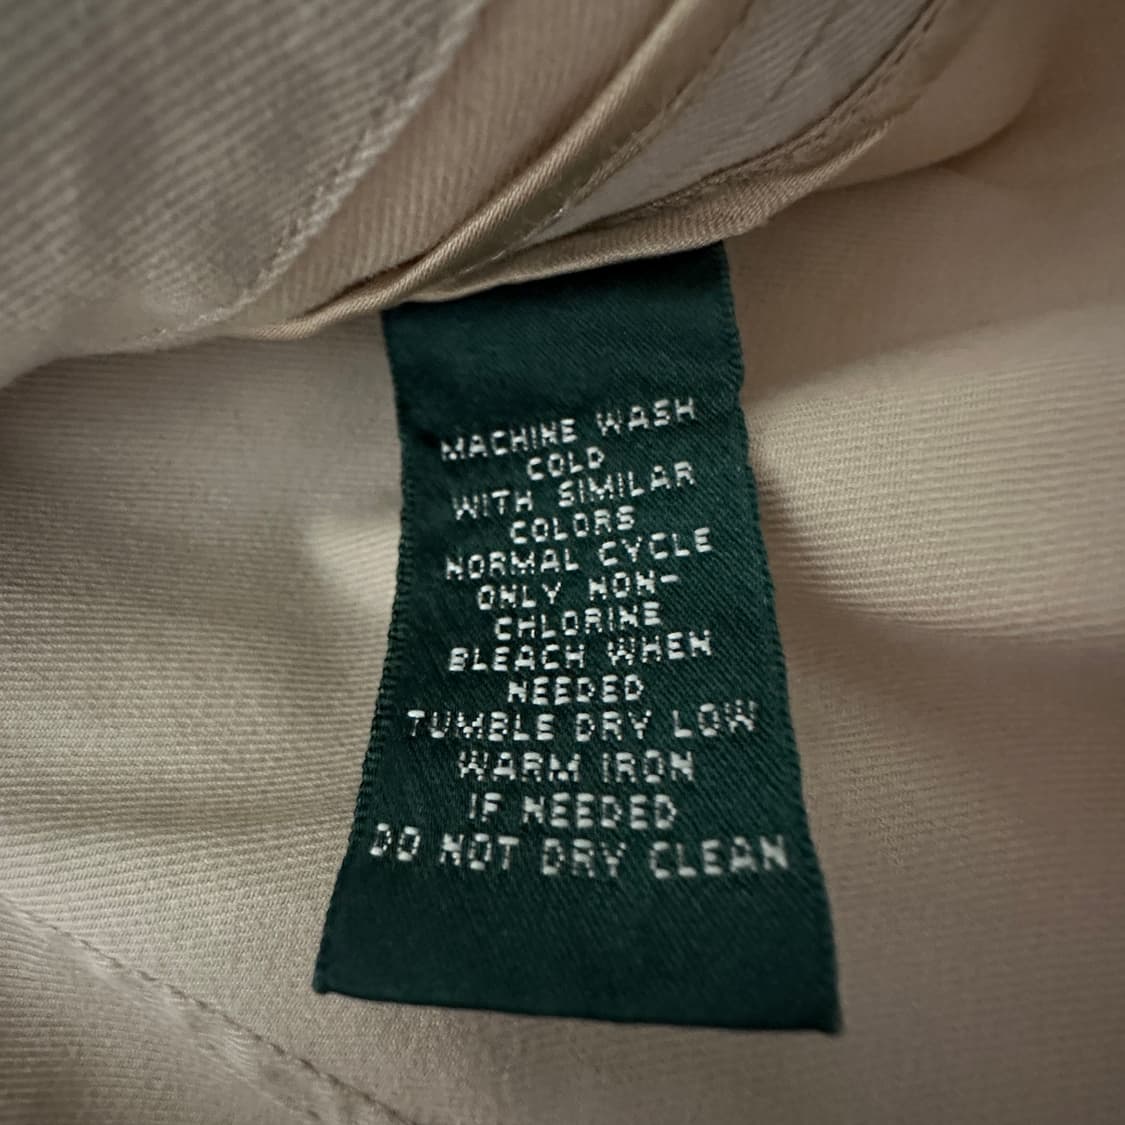 MACHINE WASH
COLD
WITH SIMILAR
COLORS
NORMAL CYCLE
ONLY NON-
CHLORINE
BLEACH WHEN
NEEDED
TUMBLE DRY LOW
WARM IRON
IF NEEDED
DO NOT DRY CLEAN